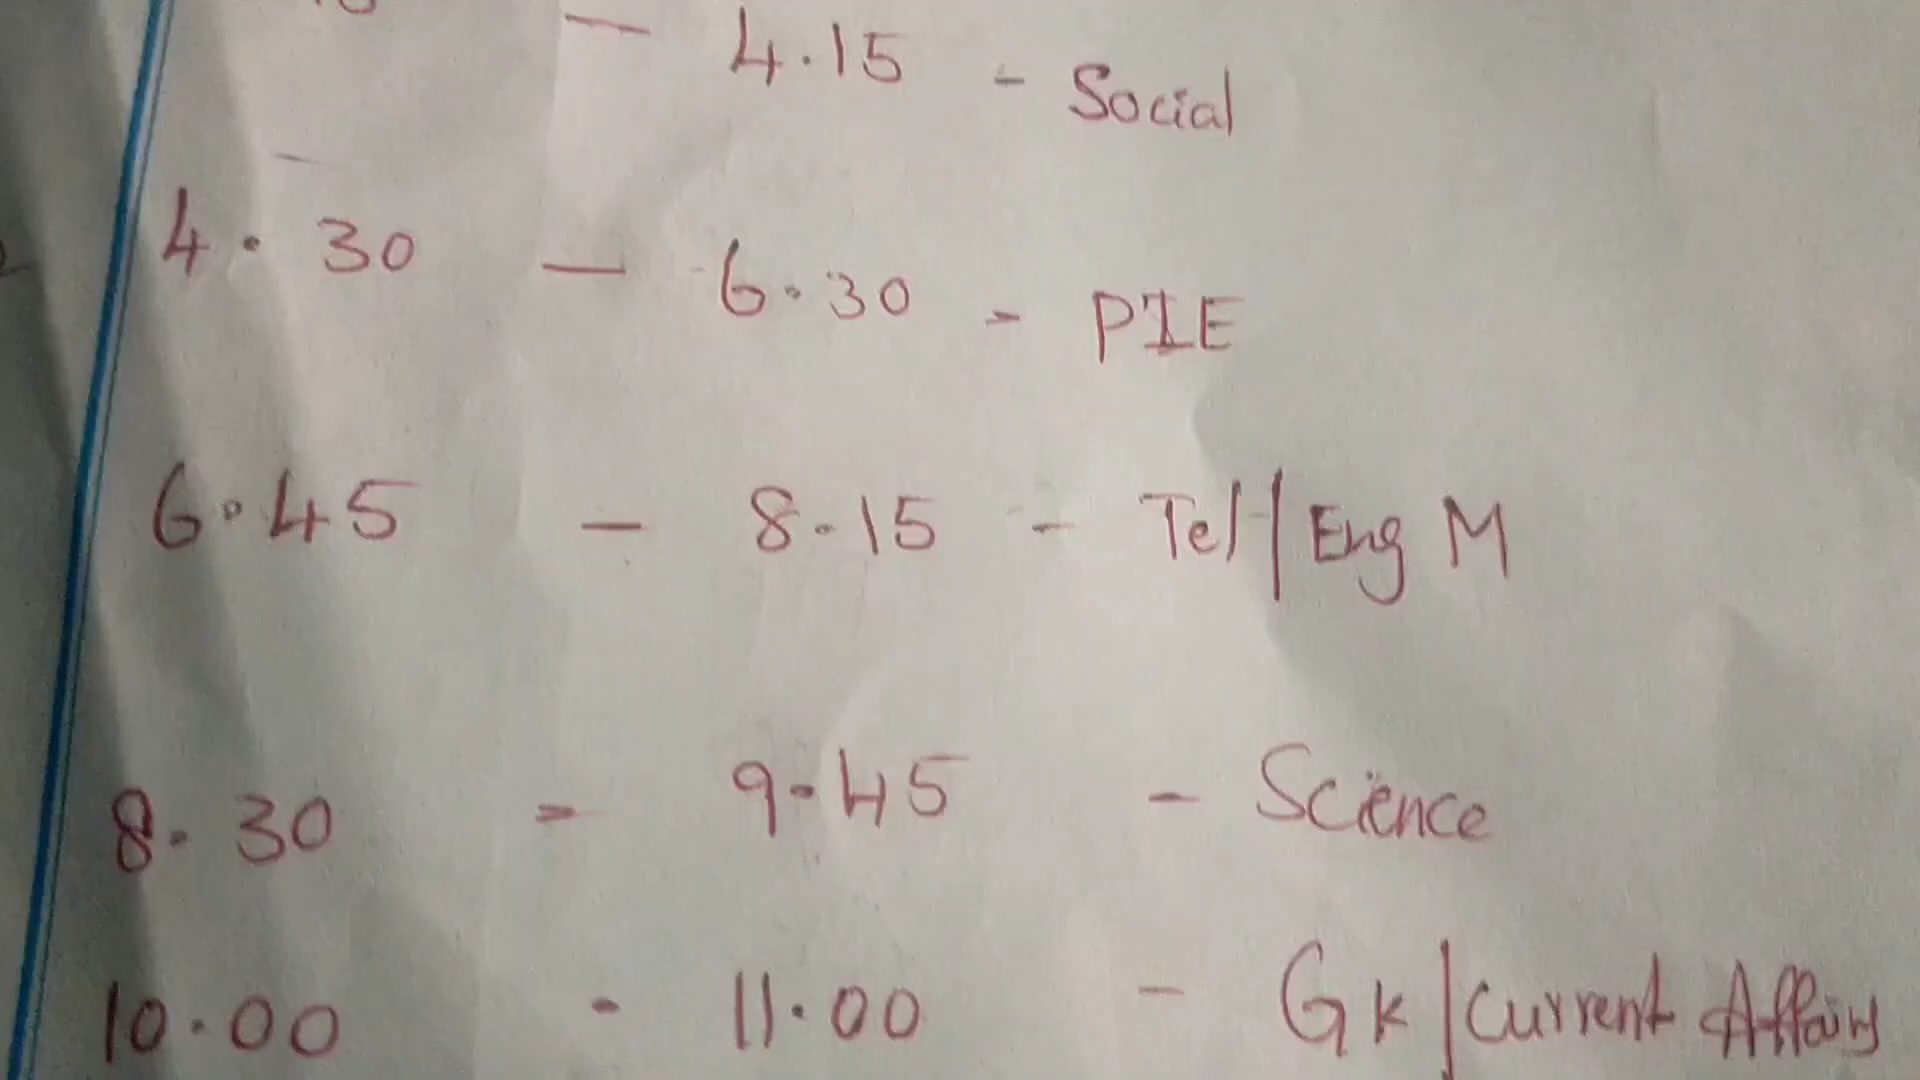 - 4.15 - Social
4.30 - 6.30 - PIE
6.45 - 8.15 - Tel/Eng M
8.30 - 9.45 - Science
10.00 - 11.00 - GK/Current Affairs